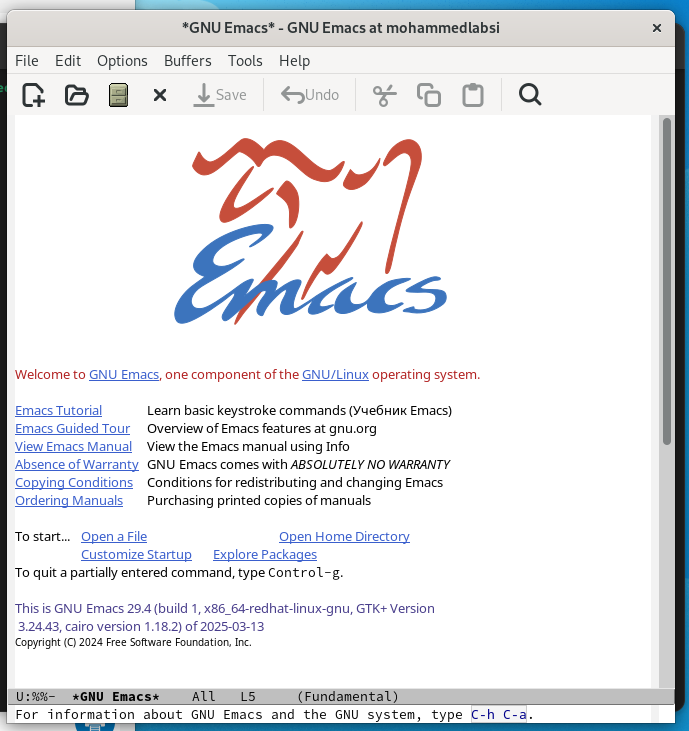 *GNU Emacs* - GNU Emacs at mohammedlabsi
File Edit Options Buffers Tools Help
Save Undo
Emacs
Welcome to GNU Emacs, one component of the GNU/Linux operating system.
Emacs Tutorial Learn basic keystroke commands (Учебник Emacs)
Emacs Guided Tour Overview of Emacs features at gnu.org
View Emacs Manual View the Emacs manual using Info
Absence of Warranty GNU Emacs comes with ABSOLUTELY NO WARRANTY
Copying Conditions Conditions for redistributing and changing Emacs
Ordering Manuals Purchasing printed copies of manuals
To start... Open a File Open Home Directory
Customize Startup Explore Packages
To quit a partially entered command, type Control-g.
This is GNU Emacs 29.4 (build 1, x86_64-redhat-linux-gnu, GTK+ Version
3.24.43, cairo version 1.18.2) of 2025-03-13
Copyright (C) 2024 Free Software Foundation, Inc.
U:%%- *GNU Emacs* All L5 (Fundamental)
For information about GNU Emacs and the GNU system, type C-h C-a.